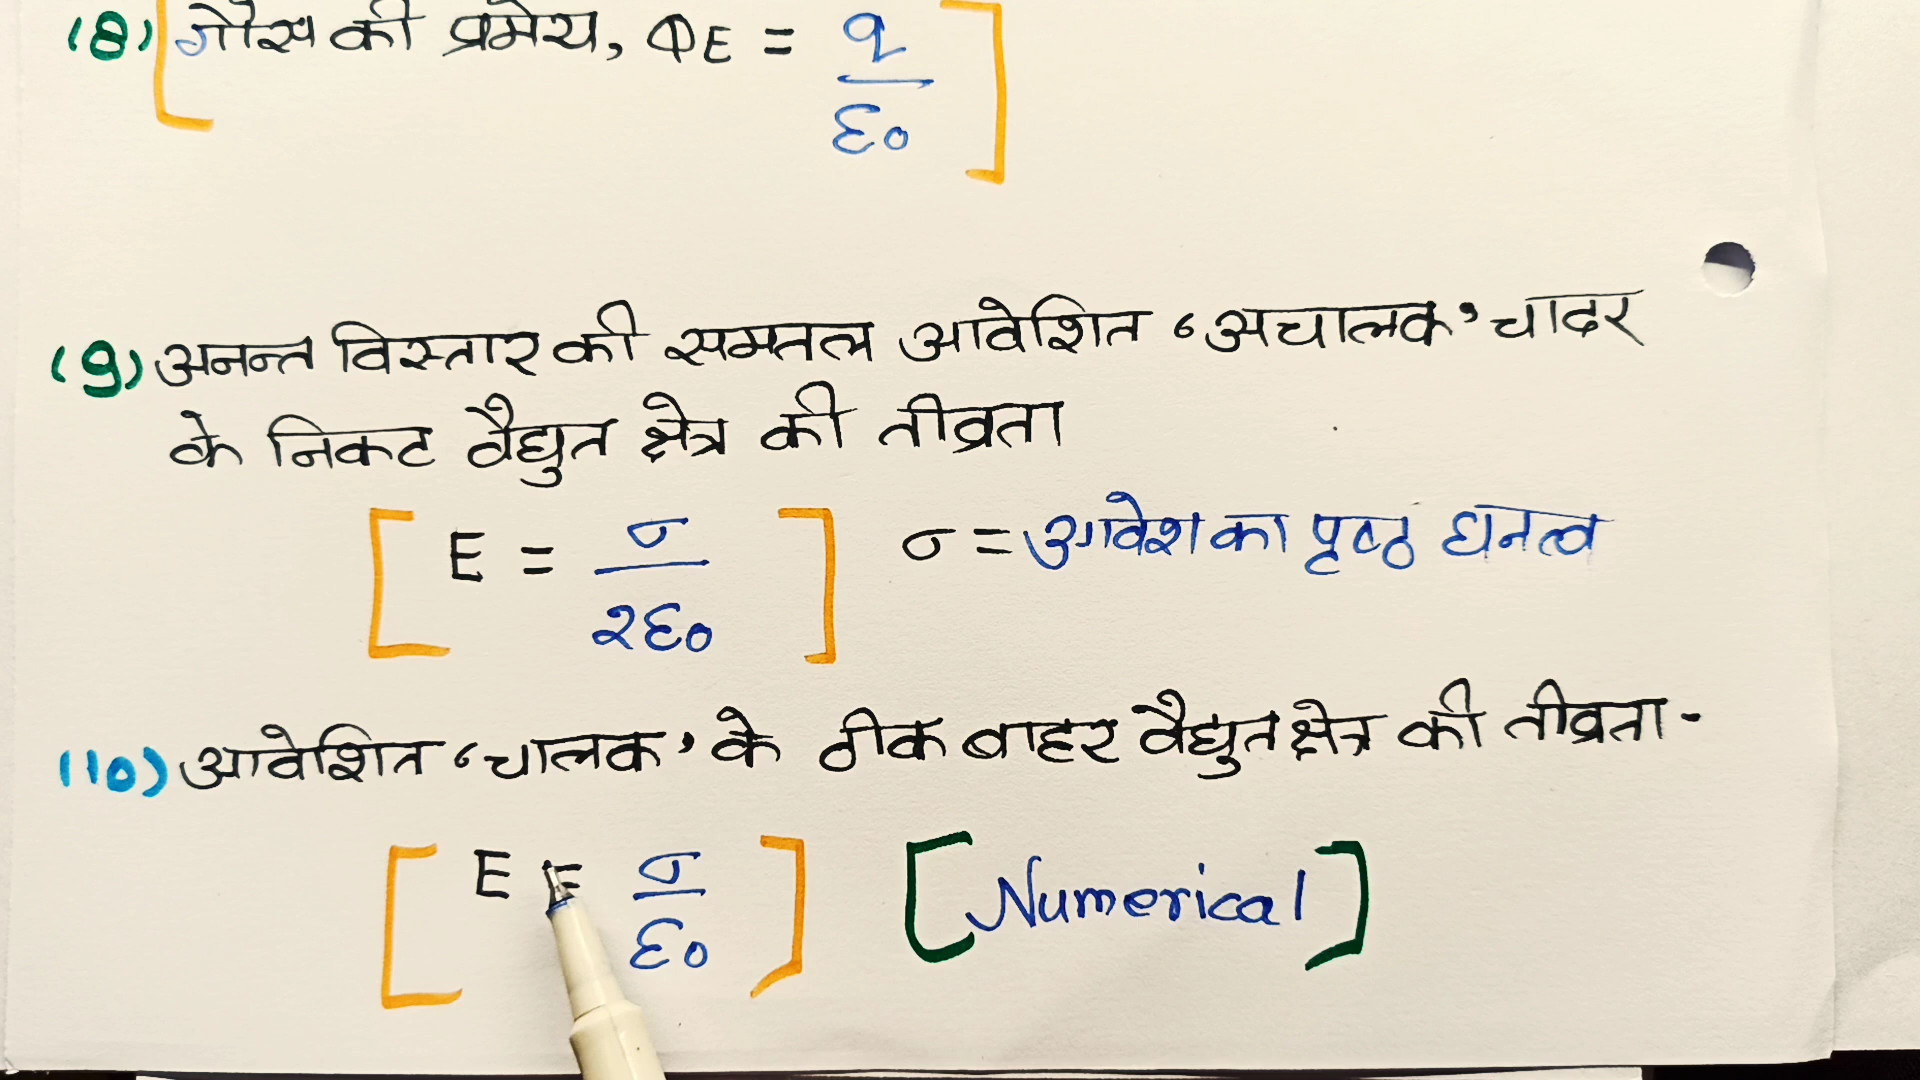 (8) गौस की प्रमेय, ΦE = q/ε0
(9) अनन्त विस्तार की समतल आवेशित ‘अचालक’ चादर
के निकट वैद्युत क्षेत्र की तीव्रता
[E = σ/2ε0] σ = आवेश का पृष्ठ घनत्व
(10) आवेशित ‘चालक’ के ठीक बाहर वैद्युत क्षेत्र की तीव्रता -
[E = σ/ε0] [Numerical]